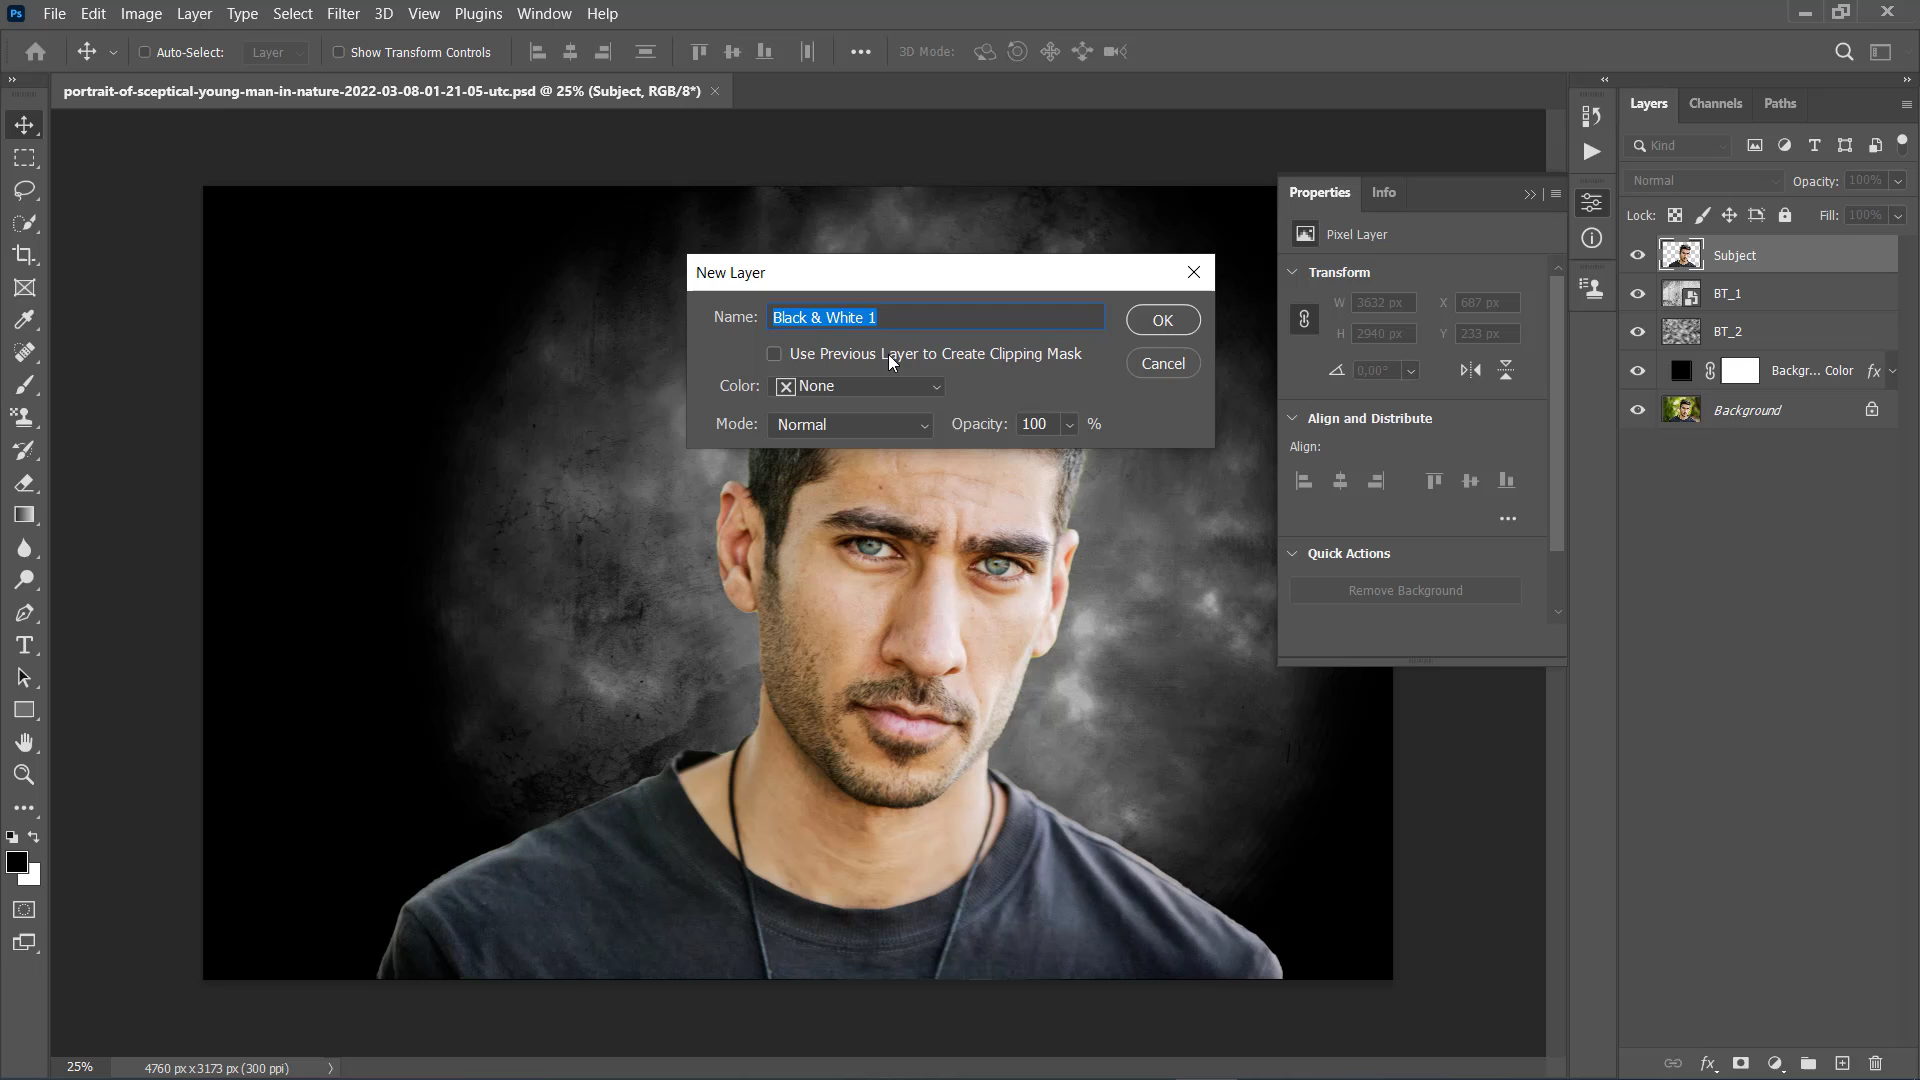 Ps File Edit Image Layer Type Select Filter 3D View Plugins Window Help
Auto-Select: Layer Show Transform Controls 3D Mode:
portrait-of-sceptical-young-man-in-nature-2022-03-08-01-21-05-utc.psd @ 25% (Subject, RGB/8*)
New Layer
Name: Black & White 1
OK
Use Previous Layer to Create Clipping Mask
Cancel
Color: None
Mode: Normal Opacity: 100 %
Properties Info
Pixel Layer
Transform
W 3632 px X 687 px
H 2940 px Y 233 px
0,00°
Align and Distribute
Align:
Quick Actions
Remove Background
Layers Channels Paths
Kind
Normal Opacity: 100%
Lock: Fill: 100%
Subject
BT_1
BT_2
Backgr... Color fx
Background
fx
25% 4760 px x 3173 px (300 ppi)